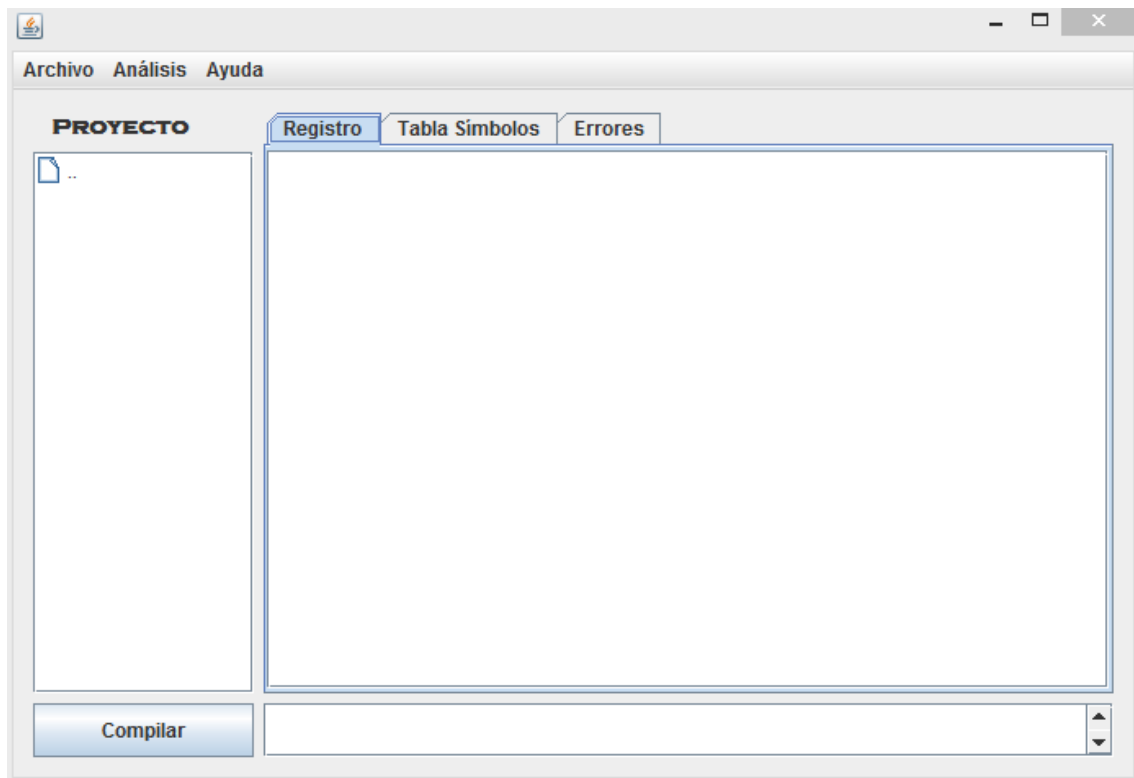 Archivo Análisis Ayuda
PROYECTO
Registro Tabla Símbolos Errores
..
Compilar